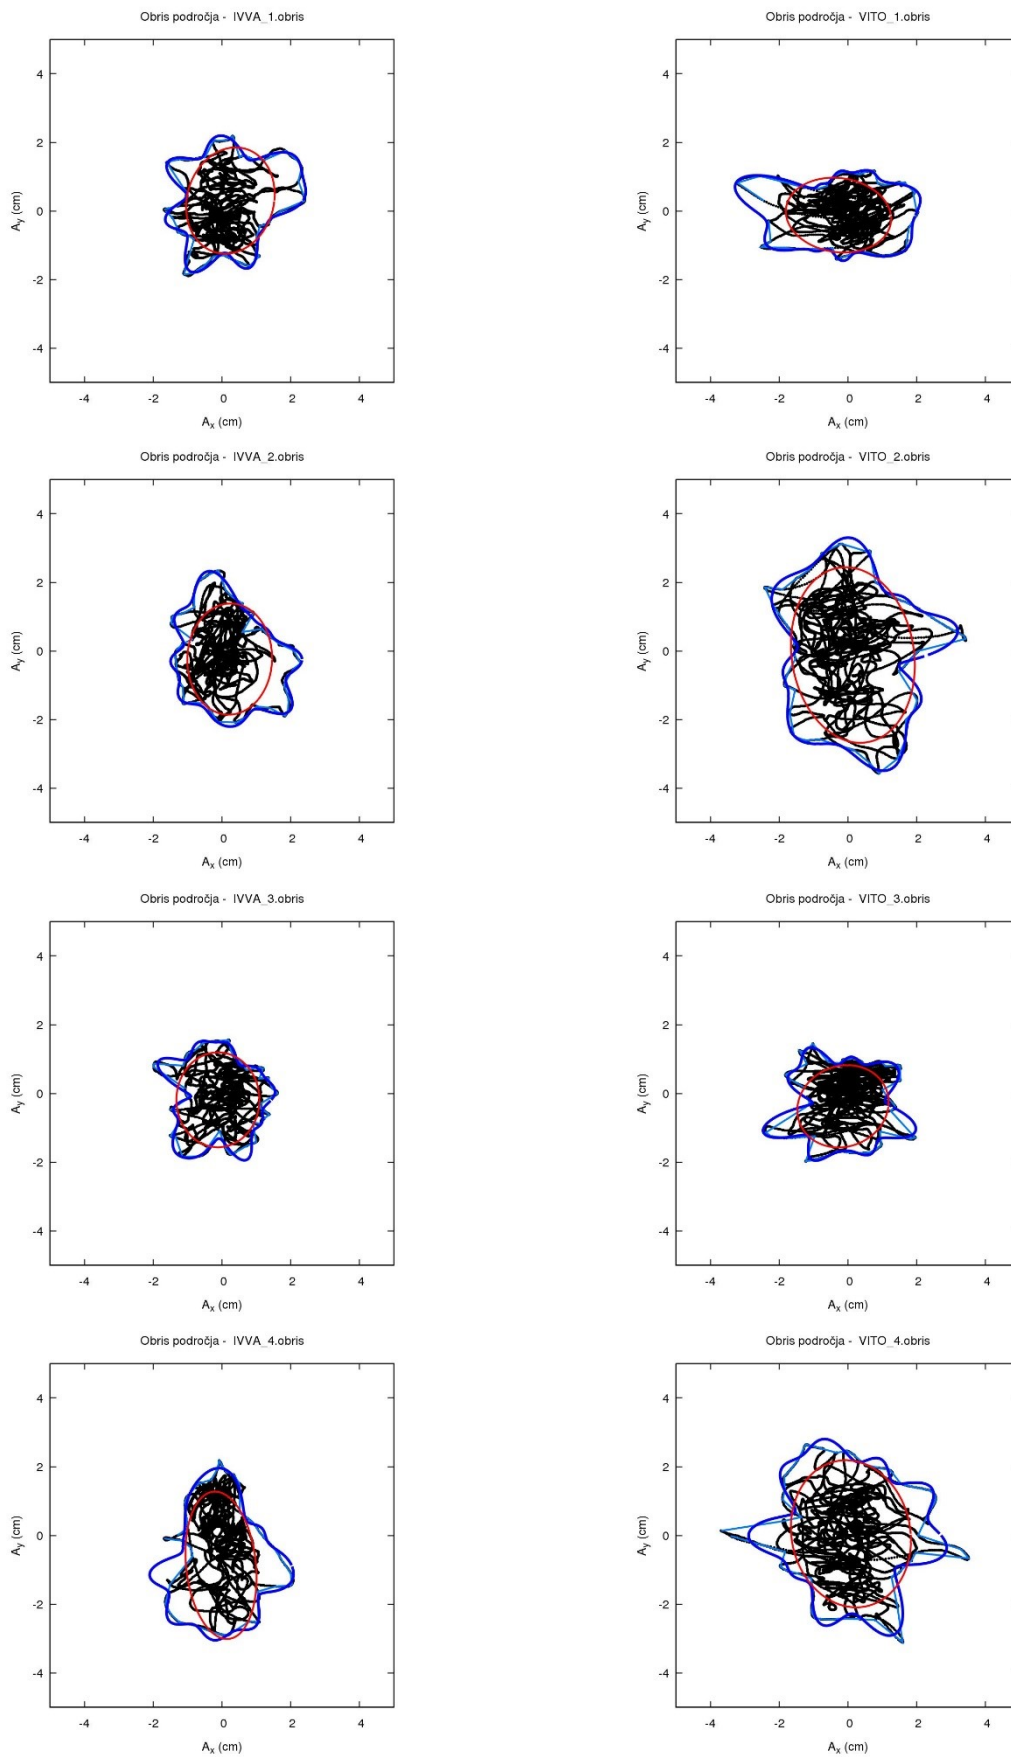 Obris področja - IVVA_1.obris
4
2
0
-2
-4
-4 -2 0 2 4
A_y (cm)
A_x (cm)
Obris področja - VITO_1.obris
4
2
0
-2
-4
-4 -2 0 2 4
A_y (cm)
A_x (cm)
Obris področja - IVVA_2.obris
4
2
0
-2
-4
-4 -2 0 2 4
A_y (cm)
A_x (cm)
Obris področja - VITO_2.obris
4
2
0
-2
-4
-4 -2 0 2 4
A_y (cm)
A_x (cm)
Obris področja - IVVA_3.obris
4
2
0
-2
-4
-4 -2 0 2 4
A_y (cm)
A_x (cm)
Obris področja - VITO_3.obris
4
2
0
-2
-4
-4 -2 0 2 4
A_y (cm)
A_x (cm)
Obris področja - IVVA_4.obris
4
2
0
-2
-4
-4 -2 0 2 4
A_y (cm)
A_x (cm)
Obris področja - VITO_4.obris
4
2
0
-2
-4
-4 -2 0 2 4
A_y (cm)
A_x (cm)